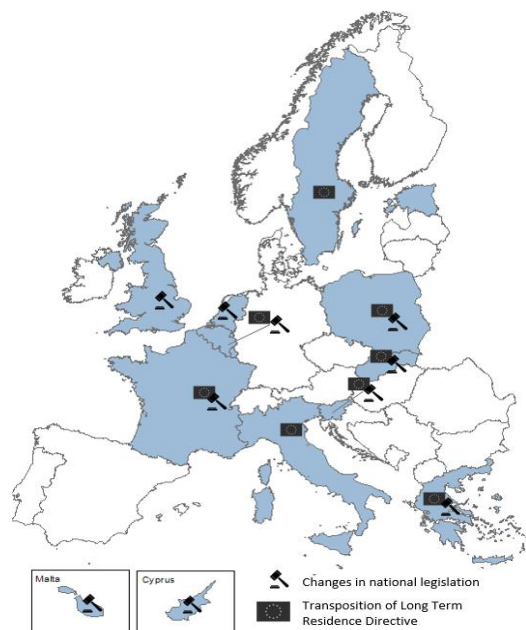 Malta
Cyprus
Changes in national legislation
Transposition of Long Term
Residence Directive